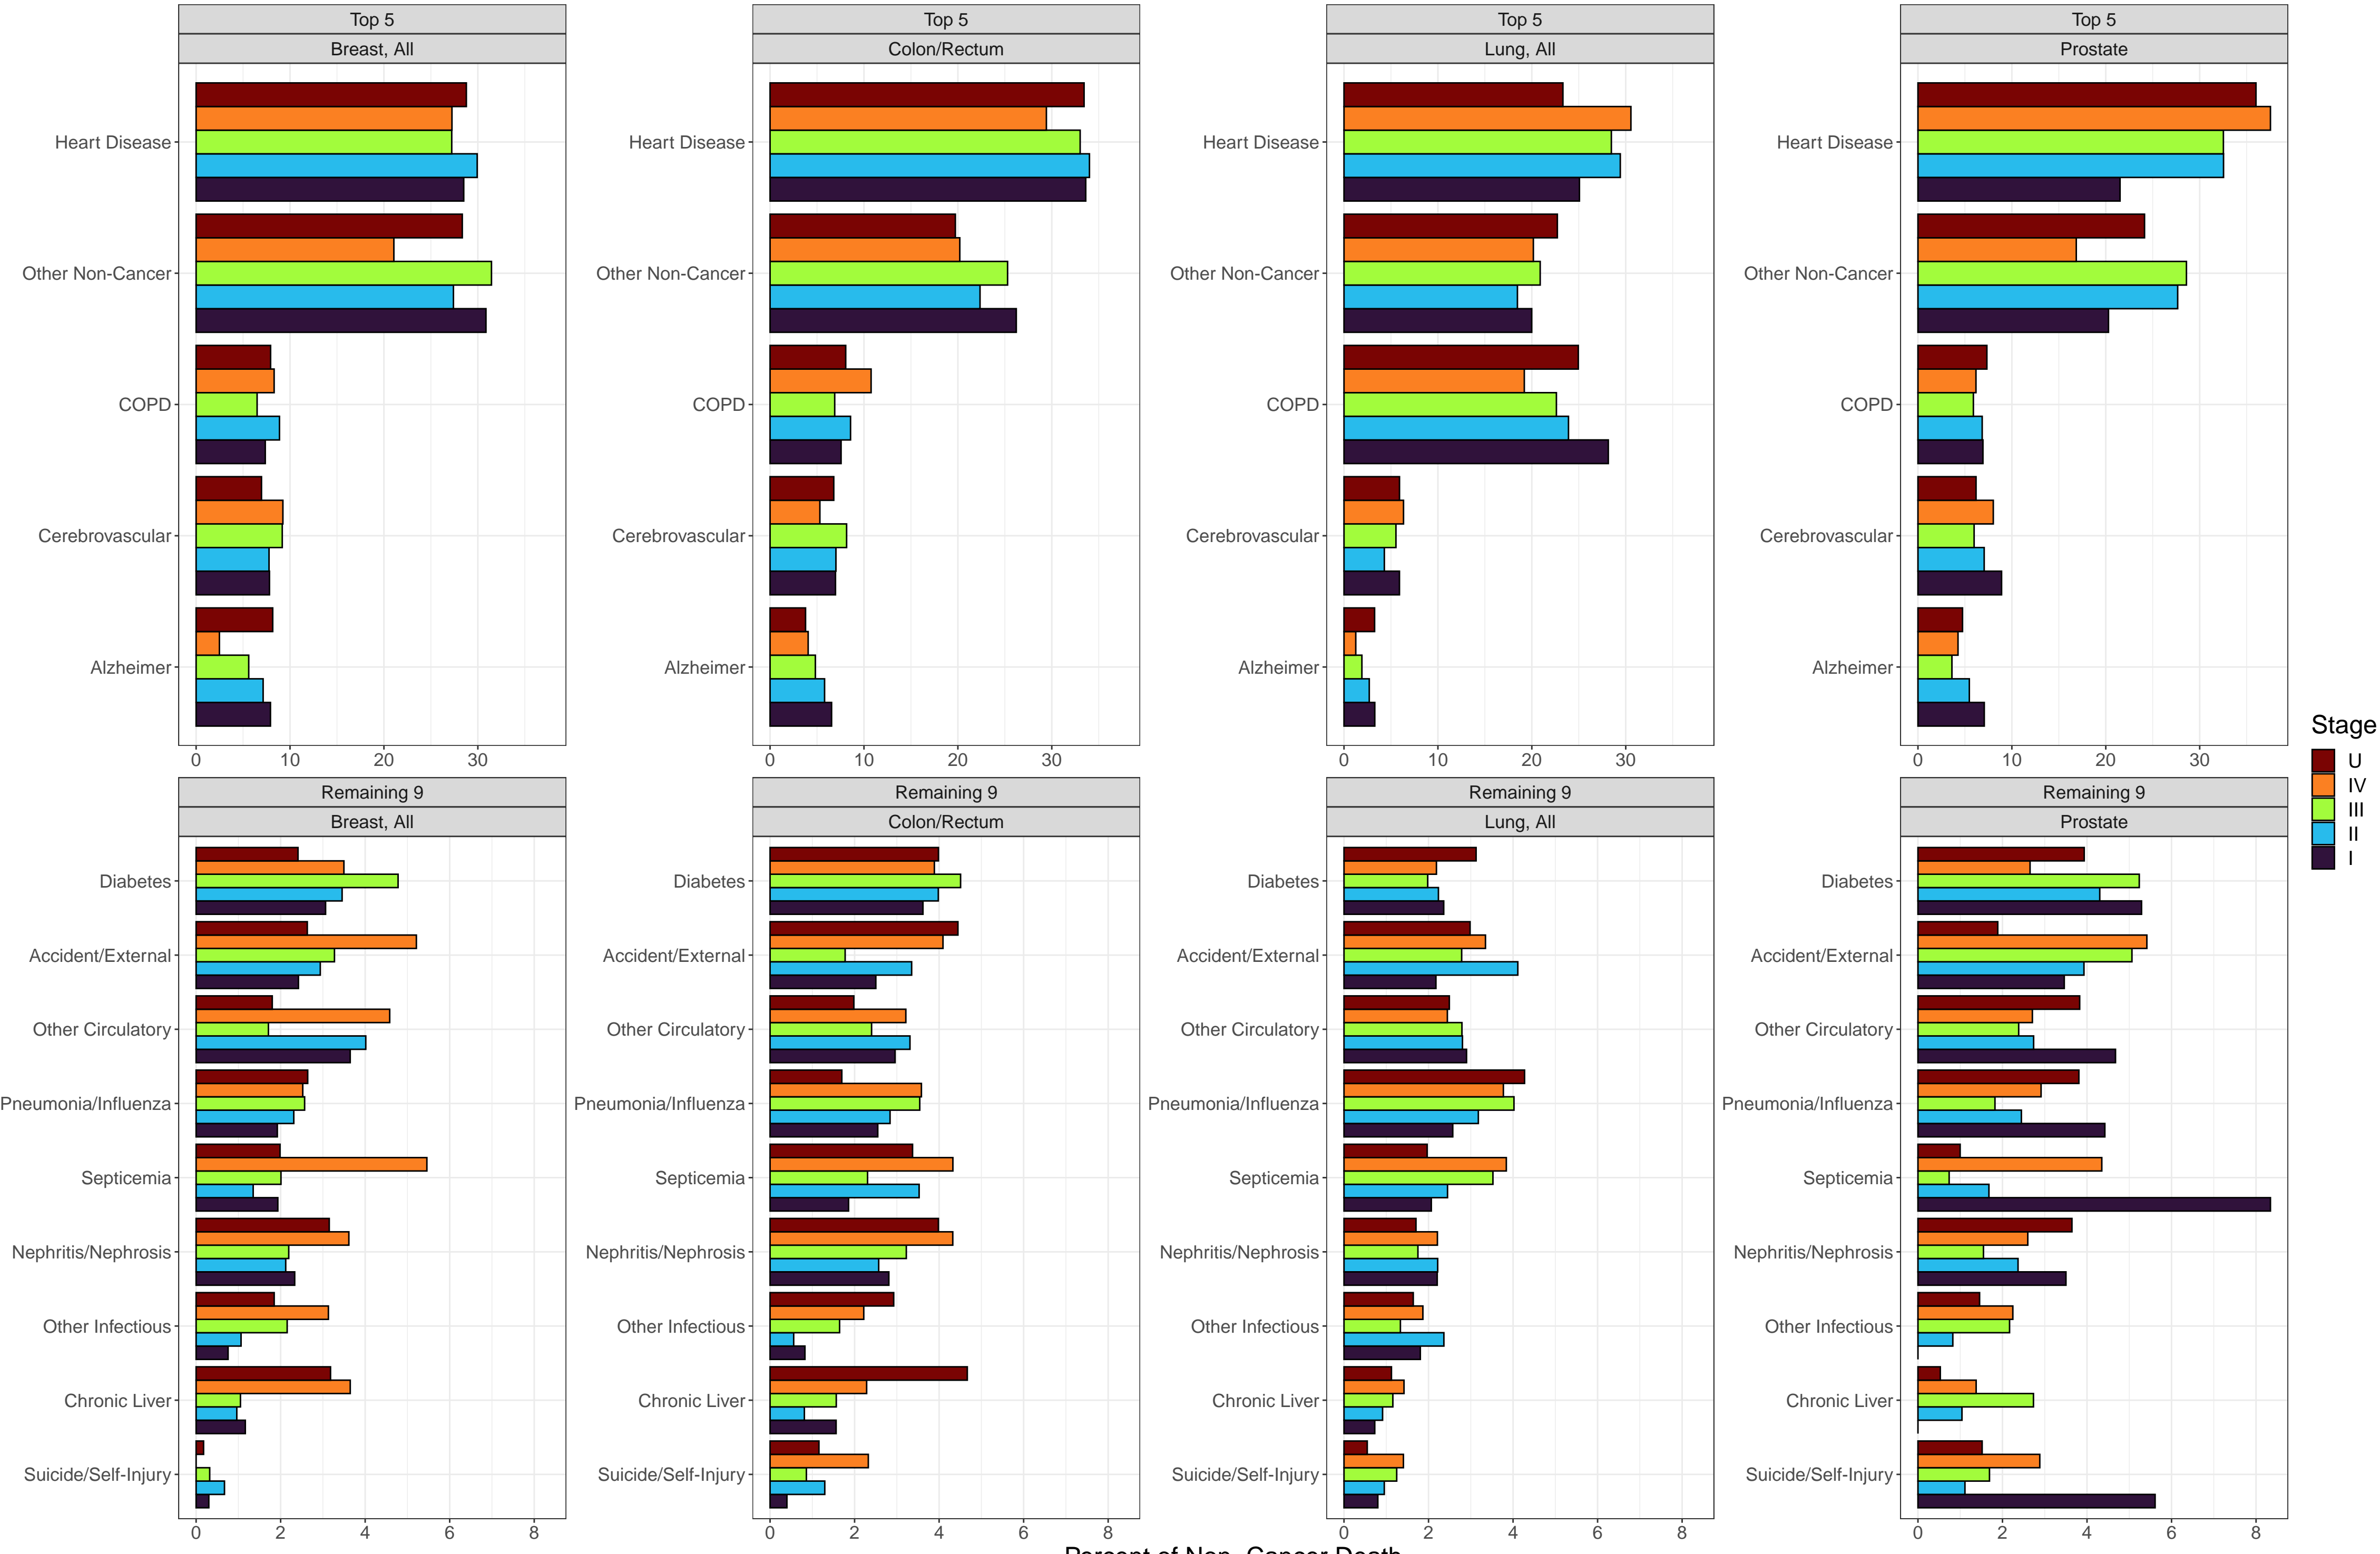 Top 5
Breast, All
Heart Disease
Other Non-Cancer
COPD
Cerebrovascular
Alzheimer
0 10 20 30
Top 5
Colon/Rectum
Heart Disease
Other Non-Cancer
COPD
Cerebrovascular
Alzheimer
0 10 20 30
Top 5
Lung, All
Heart Disease
Other Non-Cancer
COPD
Cerebrovascular
Alzheimer
0 10 20 30
Top 5
Prostate
Heart Disease
Other Non-Cancer
COPD
Cerebrovascular
Alzheimer
0 10 20 30
Remaining 9
Breast, All
Diabetes
Accident/External
Other Circulatory
Pneumonia/Influenza
Septicemia
Nephritis/Nephrosis
Other Infectious
Chronic Liver
Suicide/Self-Injury
0 2 4 6 8
Remaining 9
Colon/Rectum
Diabetes
Accident/External
Other Circulatory
Pneumonia/Influenza
Septicemia
Nephritis/Nephrosis
Other Infectious
Chronic Liver
Suicide/Self-Injury
0 2 4 6 8
Remaining 9
Lung, All
Diabetes
Accident/External
Other Circulatory
Pneumonia/Influenza
Septicemia
Nephritis/Nephrosis
Other Infectious
Chronic Liver
Suicide/Self-Injury
0 2 4 6 8
Remaining 9
Prostate
Diabetes
Accident/External
Other Circulatory
Pneumonia/Influenza
Septicemia
Nephritis/Nephrosis
Other Infectious
Chronic Liver
Suicide/Self-Injury
0 2 4 6 8
Percent of Non-Cancer Death
Stage
U
IV
III
II
I